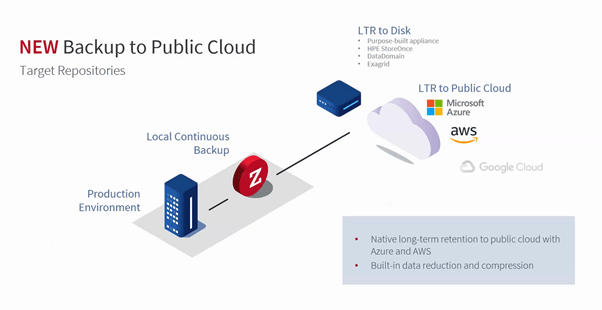 NEW Backup to Public Cloud
Target Repositories
LTR to Disk
• Purpose-built appliance
• HPE StoreOnce
• DataDomain
• Exagrid
LTR to Public Cloud
Microsoft
Azure
aws
Google Cloud
Local Continuous
Backup
Z
Production
Environment
• Native long-term retention to public cloud with
Azure and AWS
• Built-in data reduction and compression